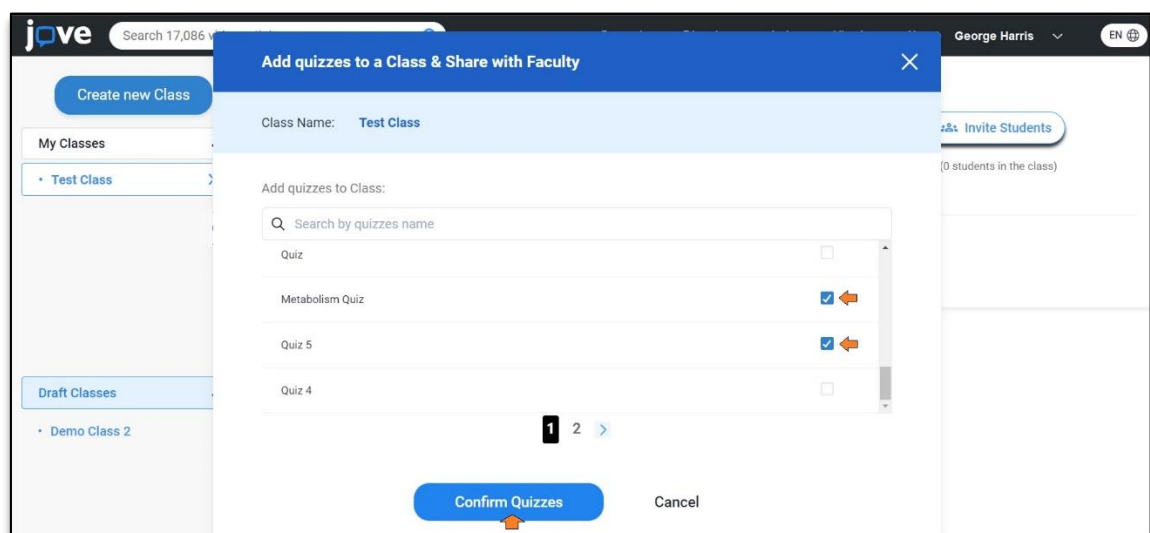 jove
Search 17,086
George Harris
EN
Create new Class
My Classes
• Test Class
Draft Classes
• Demo Class 2
Add quizzes to a Class & Share with Faculty
Class Name: Test Class
Add quizzes to Class:
Search by quizzes name
Quiz
Metabolism Quiz
Quiz 5
Quiz 4
1 2 >
Confirm Quizzes Cancel
Invite Students
(0 students in the class)